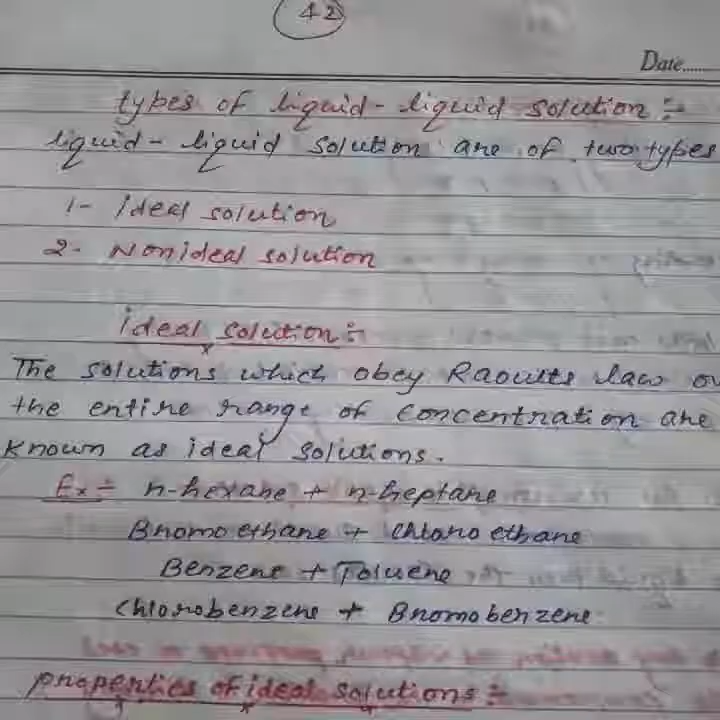 42
Date........
types of liquid-liquid solution :-
liquid-liquid solution are of two types
1- Ideal solution
2- Nonideal solution
ideal solution :-
The solutions which obey Raoults law ov
the entire range of concentration are
known as ideal solutions.
Ex :- n-hexane + n-heptane
Bromoethane + chloroethane
Benzene + Toluene
chlorobenzene + Bromobenzene
properties of ideal solutions :-